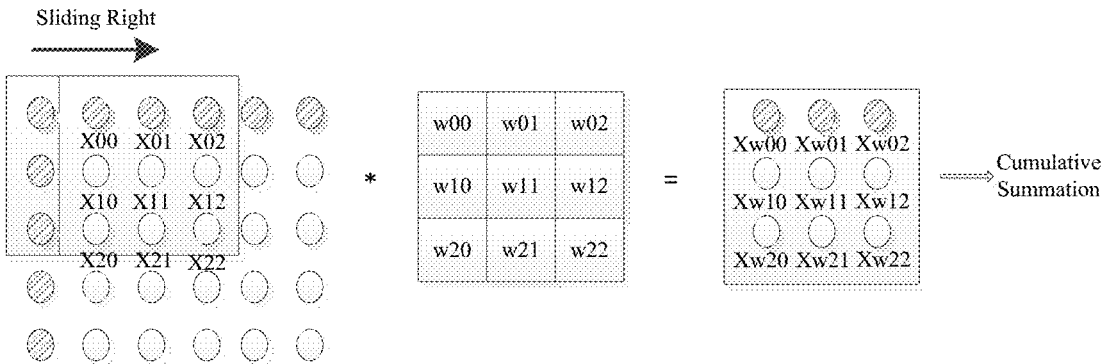 Sliding Right
X00 X01 X02
X10 X11 X12
X20 X21 X22
*
w00 w01 w02
w10 w11 w12
w20 w21 w22
=
Xw00 Xw01 Xw02
Xw10 Xw11 Xw12
Xw20 Xw21 Xw22
Cumulative
Summation